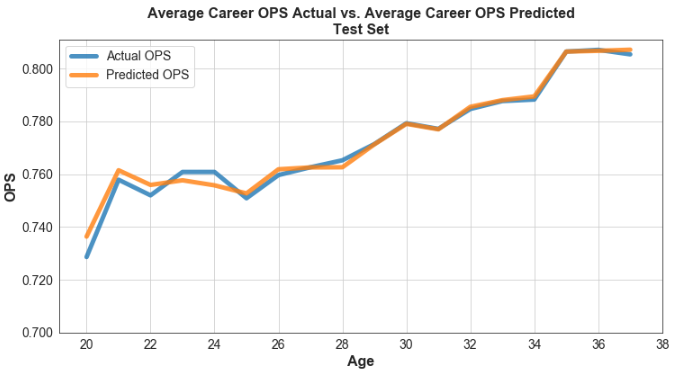 Average Career OPS Actual vs. Average Career OPS Predicted
Test Set
Actual OPS
Predicted OPS
OPS
0.800
0.780
0.760
0.740
0.720
0.700
20 22 24 26 28 30 32 34 36 38
Age